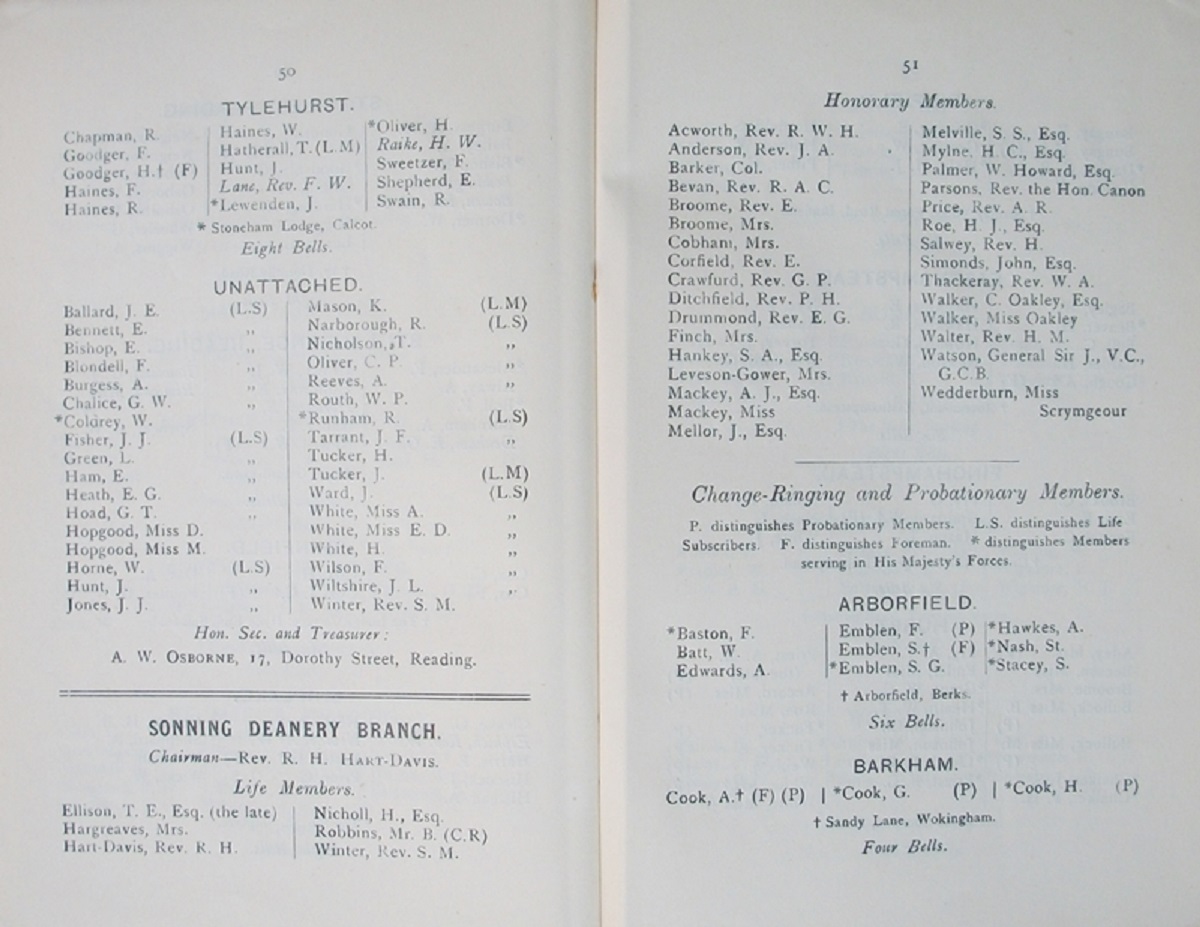 50
TYLEHURST.
Chapman, R.
Goodger, F.
Goodger, H.† (F)
Haines, F.
Haines, R.
Haines, W.
Hatherall, T. (L.M)
Hunt, J.
Lane, Rev. F. W.
*Lewenden, J.
*Oliver, H.
Raike, H. W.
Sweetzer, F.
Shepherd, E.
Swain, R.
* Stoneham Lodge, Calcot.
Eight Bells.
UNATTACHED.
Ballard, J. E. (L.S)
Bennett, E. ,,
Bishop, E. ,,
Blondell, F. ,,
Burgess, A. ,,
Chalice, G. W. ,,
*Coldrey, W.
Fisher, J. J. (L.S)
Green, L. ,,
Ham, E. ,,
Heath, E. G. ,,
Hoad, G. T. ,,
Hopgood, Miss D.
Hopgood, Miss M.
Horne, W. (L.S)
Hunt, J. ,,
Jones, J. J. ,,
Mason, K. (L.M)
Narborough, R. (L.S)
Nicholson, T. ,,
Oliver, C. P. ,,
Reeves, A. ,,
Routh, W. P.
*Runham, R. (L.S)
Tarrant, J. F. ,,
Tucker, H.
Tucker, J. (L.M)
Ward, J. (L.S)
White, Miss A. ,,
White, Miss E. D. ,,
White, H. ,,
Wilson, F. ,,
Wiltshire, J. L. ,,
Winter, Rev. S. M.
Hon. Sec. and Treasurer:
A. W. OSBORNE, 17, Dorothy Street, Reading.
SONNING DEANERY BRANCH.
Chairman—Rev. R. H. HART-DAVIS.
Life Members.
Ellison, T. E., Esq. (the late)
Hargreaves, Mrs.
Hart-Davis, Rev. R. H.
Nicholl, H., Esq.
Robbins, Mr. B. (C.R)
Winter, Rev. S. M.
51
Honorary Members.
Acworth, Rev. R. W. H.
Anderson, Rev. J. A.
Barker, Col.
Bevan, Rev. R. A. C.
Broome, Rev. E.
Broome, Mrs.
Cobham, Mrs.
Corfield, Rev. E.
Crawfurd, Rev. G. P.
Ditchfield, Rev. P. H.
Drummond, Rev. E. G.
Finch, Mrs.
Hankey, S. A., Esq.
Leveson-Gower, Mrs.
Mackey, A. J., Esq.
Mackey, Miss
Mellor, J., Esq.
Melville, S. S., Esq.
Mylne, H. C., Esq.
Palmer, W. Howard, Esq.
Parsons, Rev. the Hon. Canon
Price, Rev. A. R.
Roe, H. J., Esq.
Salwey, Rev. H.
Simonds, John, Esq.
Thackeray, Rev. W. A.
Walker, C. Oakley, Esq.
Walker, Miss Oakley
Walter, Rev. H. M.
Watson, General Sir J., V.C.,
G.C.B.
Wedderburn, Miss
Scrymgeour
Change-Ringing and Probationary Members.
P. distinguishes Probationary Members. L.S. distinguishes Life
Subscribers. F. distinguishes Foreman. * distinguishes Members
serving in His Majesty's Forces.
ARBORFIELD.
*Baston, F.
Batt, W.
Edwards, A.
Emblen, F. (P)
Emblen, S.† (F)
*Emblen, S. G.
*Hawkes, A.
*Nash, St.
*Stacey, S.
† Arborfield, Berks.
Six Bells.
BARKHAM.
Cook, A.† (F) (P) | *Cook, G. (P) | *Cook, H. (P)
† Sandy Lane, Wokingham.
Four Bells.